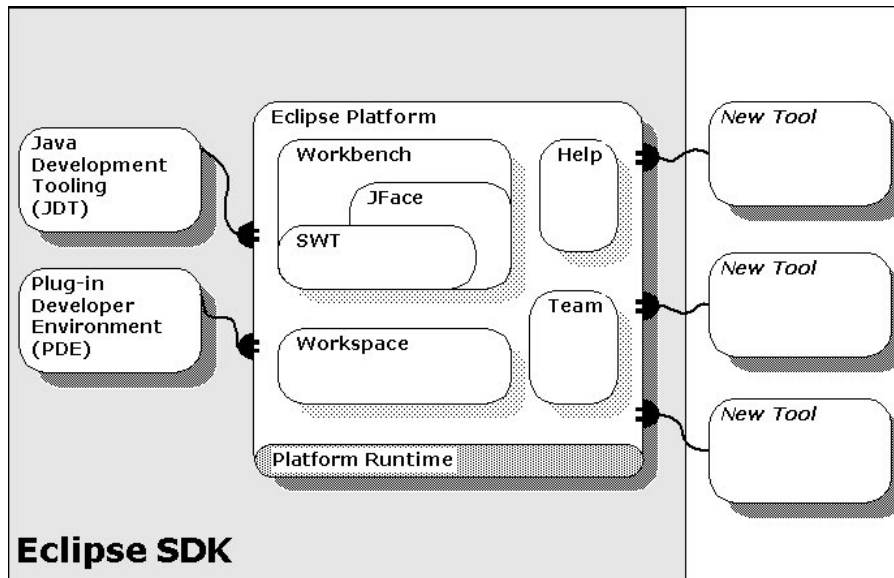 Java
Development
Tooling
(JDT)
Plug-in
Developer
Environment
(PDE)
Eclipse Platform
Workbench
JFace
SWT
Help
Team
Workspace
Platform Runtime
New Tool
New Tool
New Tool
Eclipse SDK